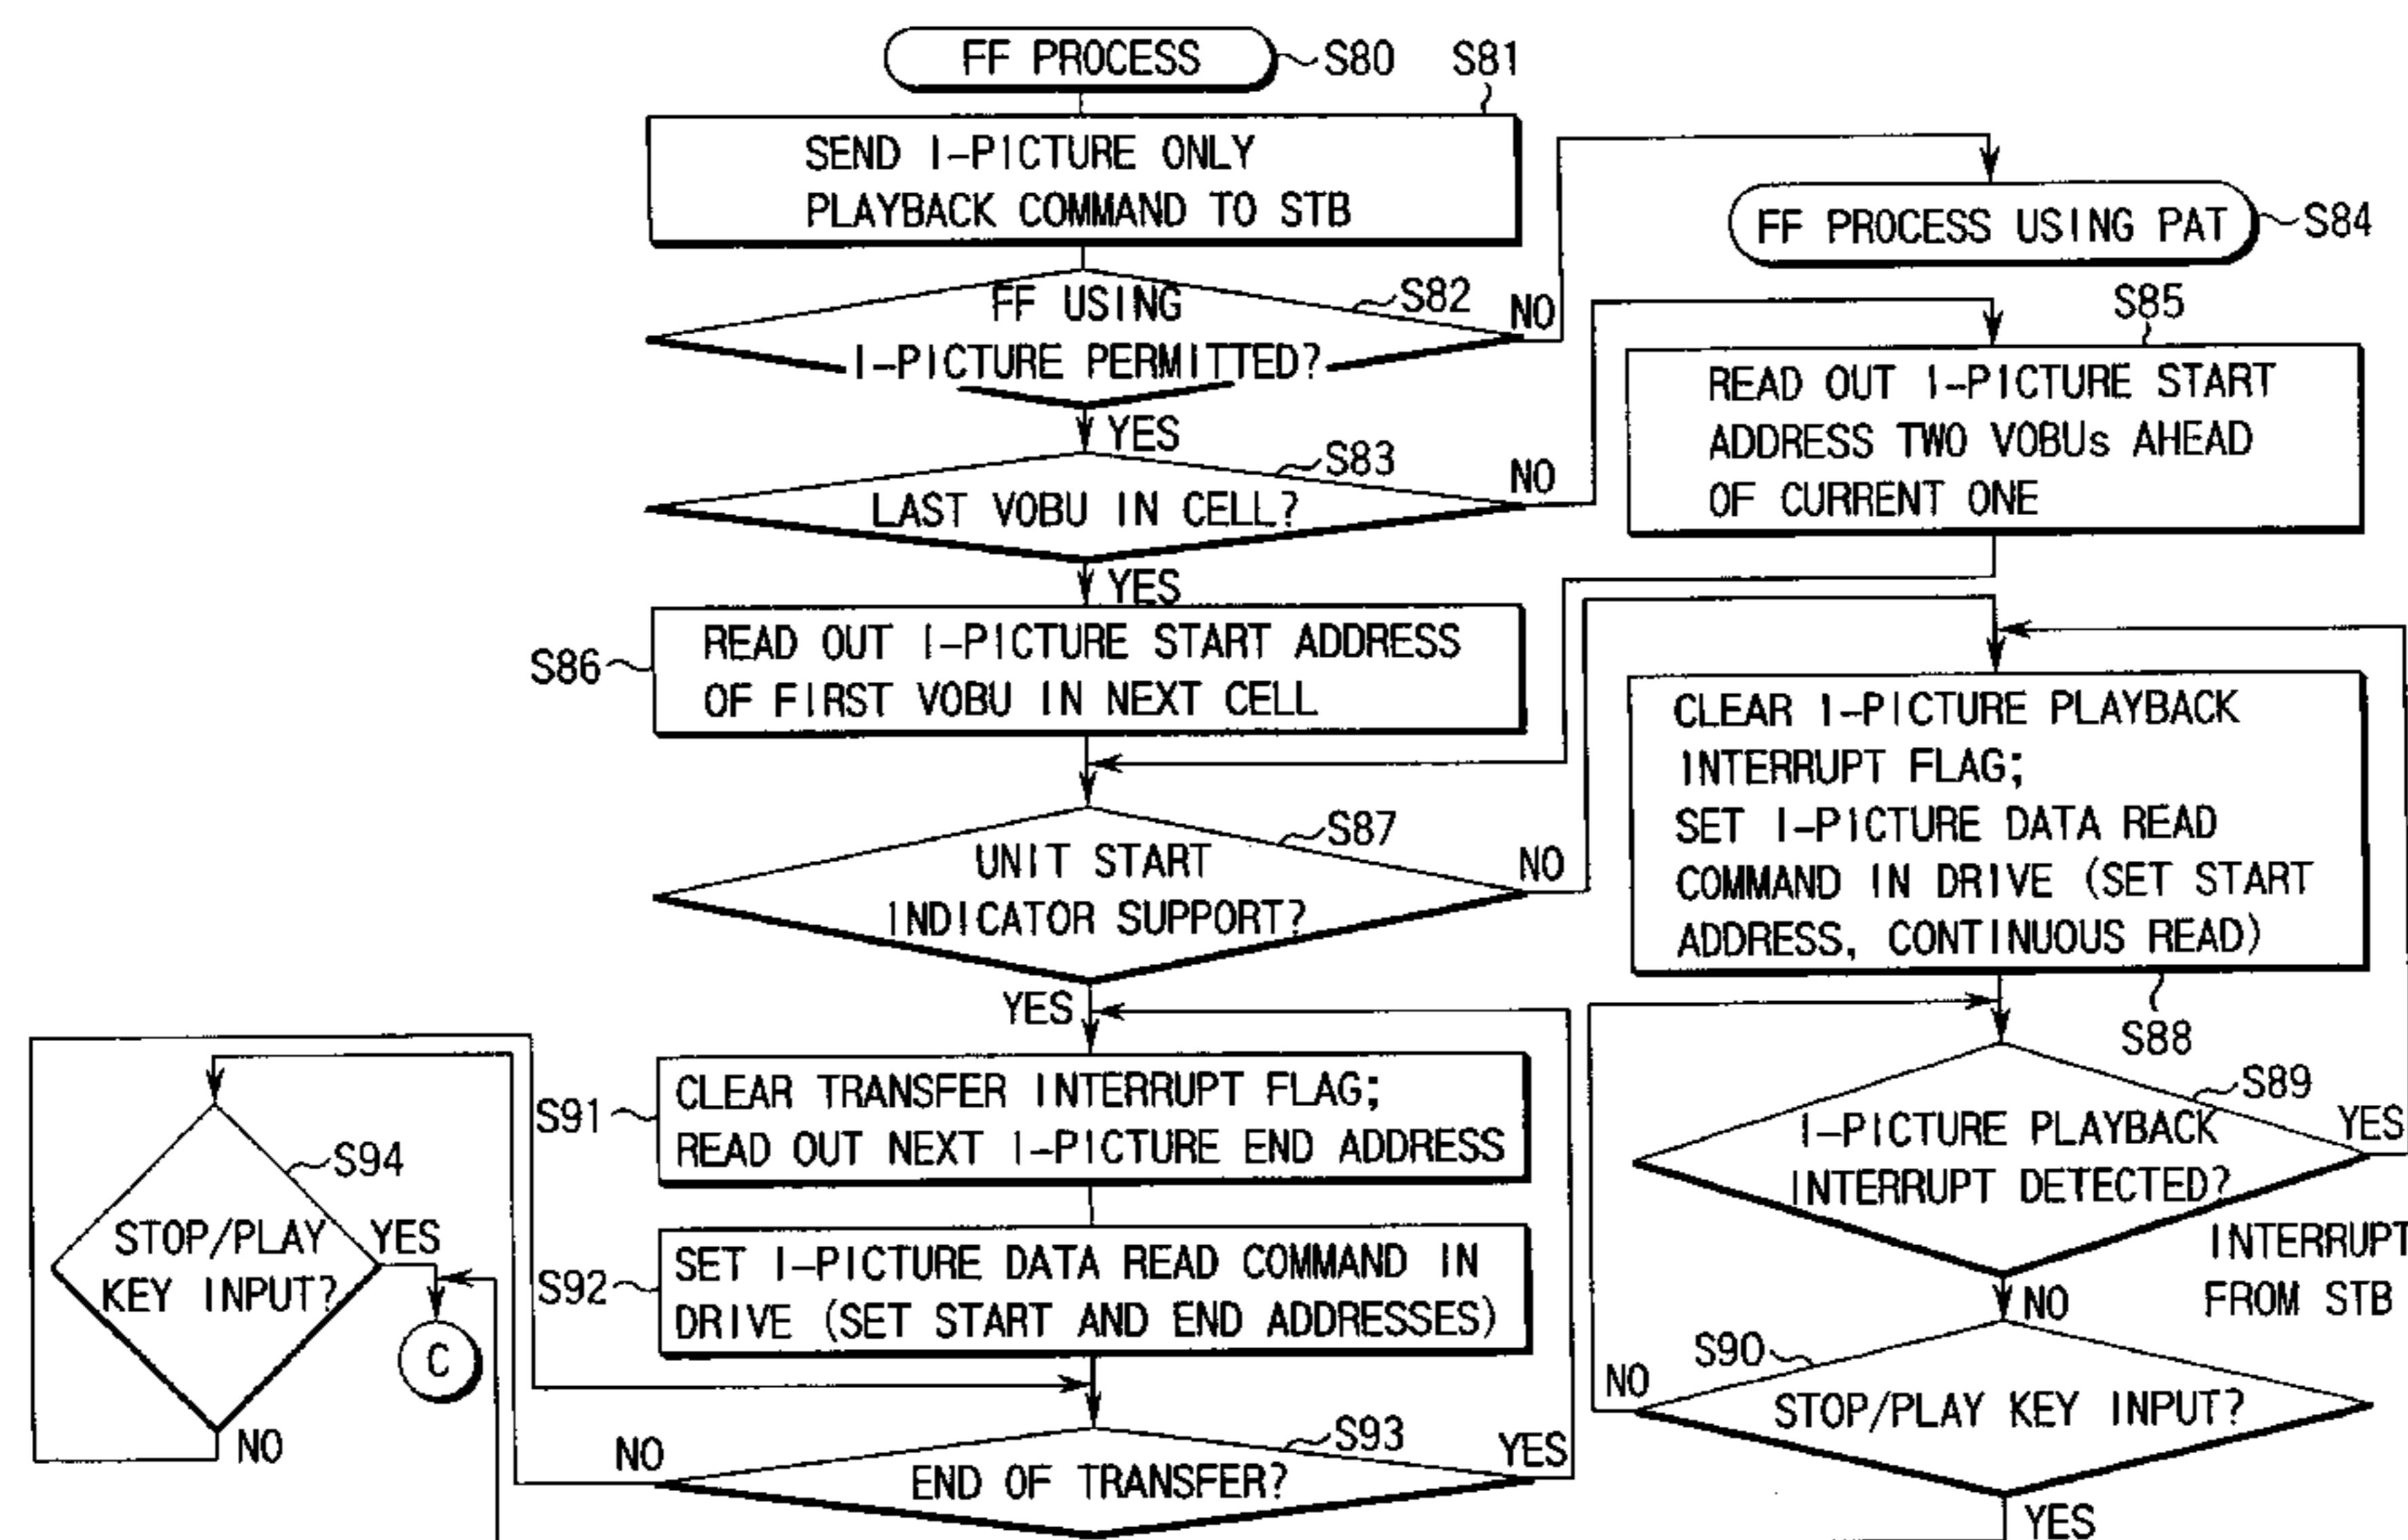 FF PROCESS
S80
S81
SEND I-PICTURE ONLY
PLAYBACK COMMAND TO STB
FF PROCESS USING PAT
S84
FF USING
I-PICTURE PERMITTED?
S82
NO
YES
S85
READ OUT I-PICTURE START
ADDRESS TWO VOBUs AHEAD
OF CURRENT ONE
LAST VOBU IN CELL?
S83
NO
YES
S86
READ OUT I-PICTURE START ADDRESS
OF FIRST VOBU IN NEXT CELL
UNIT START
INDICATOR SUPPORT?
S87
NO
YES
CLEAR I-PICTURE PLAYBACK
INTERRUPT FLAG;
SET I-PICTURE DATA READ
COMMAND IN DRIVE (SET START
ADDRESS, CONTINUOUS READ)
S88
S89
I-PICTURE PLAYBACK
INTERRUPT DETECTED?
YES
INTERRUPT
FROM STB
NO
S90
NO
STOP/PLAY KEY INPUT?
YES
S91
CLEAR TRANSFER INTERRUPT FLAG;
READ OUT NEXT I-PICTURE END ADDRESS
S92
SET I-PICTURE DATA READ COMMAND IN
DRIVE (SET START AND END ADDRESSES)
S94
STOP/PLAY
KEY INPUT?
YES
C
NO
S93
NO
END OF TRANSFER?
YES